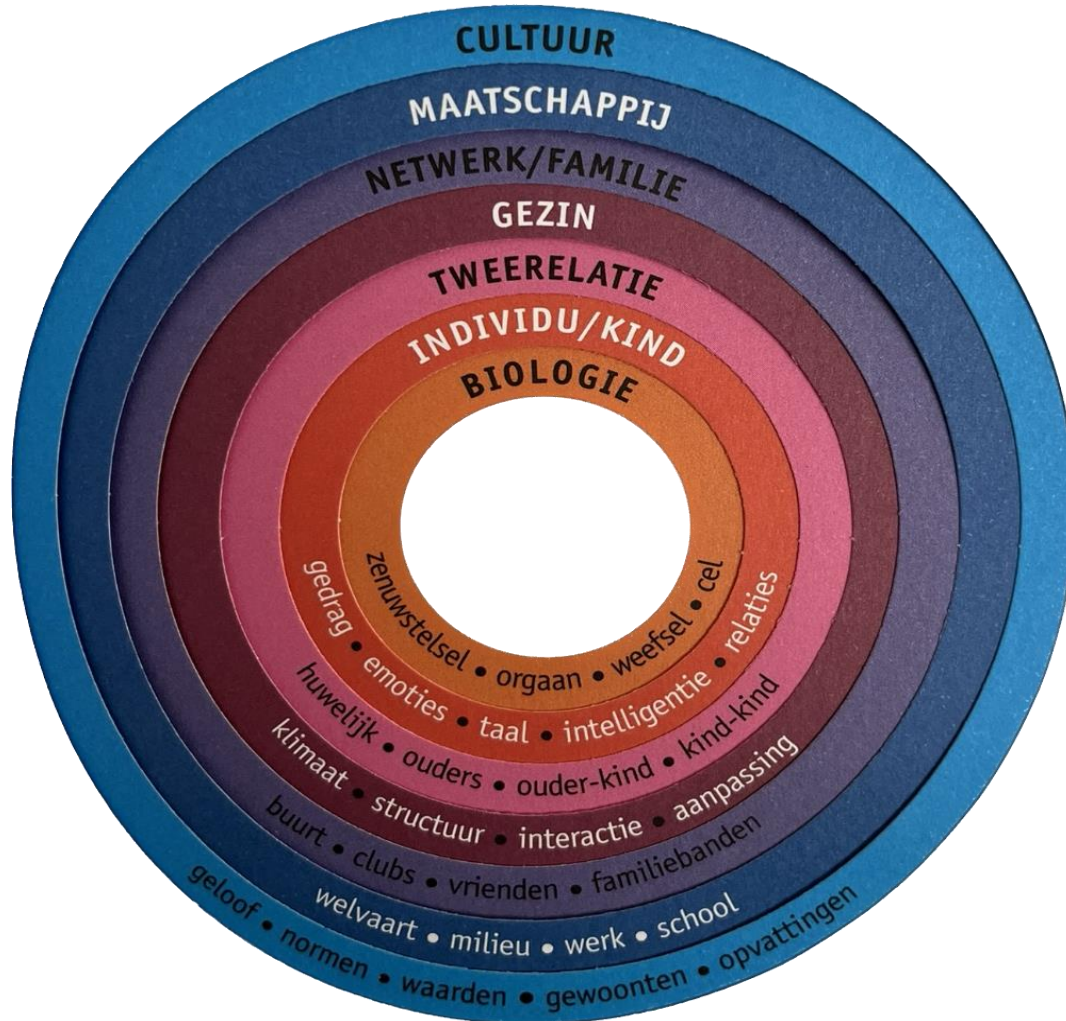 CULTUUR
MAATSCHAPPIJ
NETWERK/FAMILIE
GEZIN
TWEERELATIE
INDIVIDU/KIND
BIOLOGIE
zenuwstelsel • orgaan • weefsel • cel
gedrag • emoties • taal • intelligentie • relaties
huwelijk • ouders • ouder-kind • kind-kind
klimaat • structuur • interactie • aanpassing
buurt • clubs • vrienden • familiebanden
welvaart • milieu • werk • school
geloof • normen • waarden • gewoonten • opvattingen